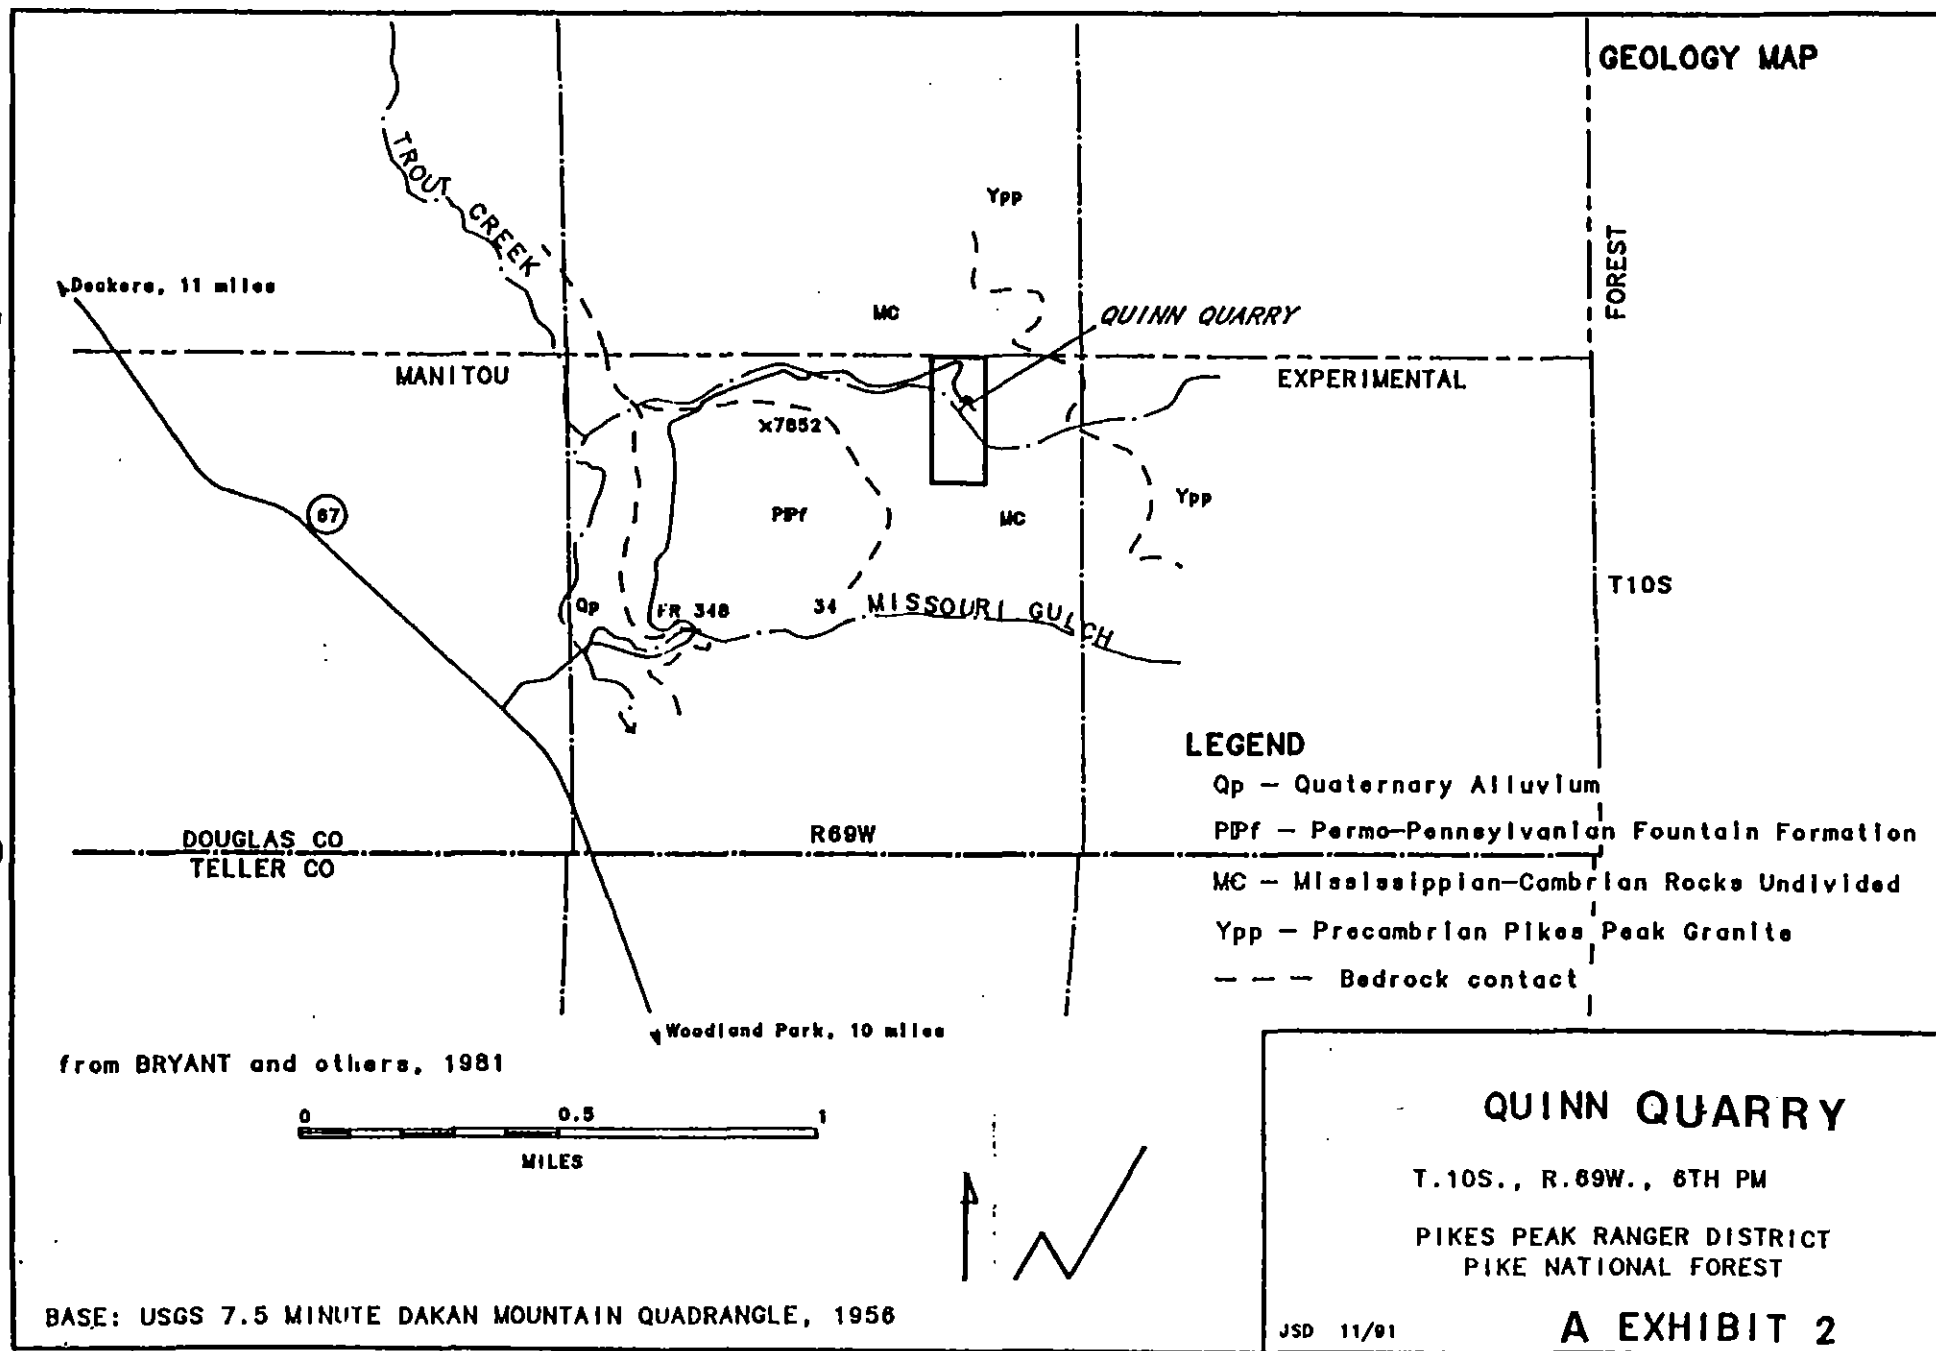 GEOLOGY MAP
TROUT CREEK
Ypp
FOREST
Deckers, 11 miles
MC
QUINN QUARRY
MANITOU
EXPERIMENTAL
x7852
67
PIPf
MC
Ypp
Qp
FR 348
34
MISSOURI GULCH
T10S
LEGEND
Qp — Quaternary Alluvium
PIPf — Permo-Pennsylvanian Fountain Formation
MC — Mississippian-Cambrian Rocks Undivided
Ypp — Precambrian Pikes Peak Granite
— — — Bedrock contact
DOUGLAS CO
R69W
TELLER CO
Woodland Park, 10 miles
from BRYANT and others, 1981
0 0.5 1
MILES
QUINN QUARRY
T.10S., R.69W., 6TH PM
PIKES PEAK RANGER DISTRICT
PIKE NATIONAL FOREST
BASE: USGS 7.5 MINUTE DAKAN MOUNTAIN QUADRANGLE, 1956
JSD 11/91
A EXHIBIT 2